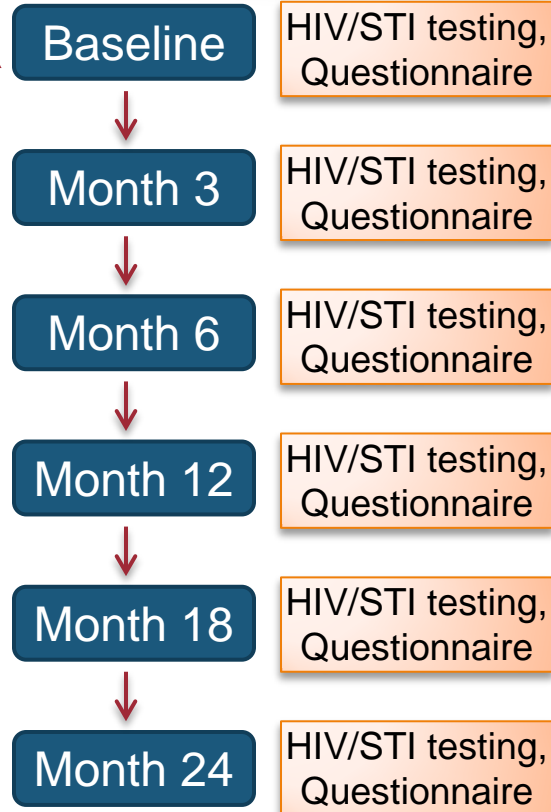 Baseline
HIV/STI testing,
Questionnaire
Month 3
HIV/STI testing,
Questionnaire
Month 6
HIV/STI testing,
Questionnaire
Month 12
HIV/STI testing,
Questionnaire
Month 18
HIV/STI testing,
Questionnaire
Month 24
HIV/STI testing,
Questionnaire